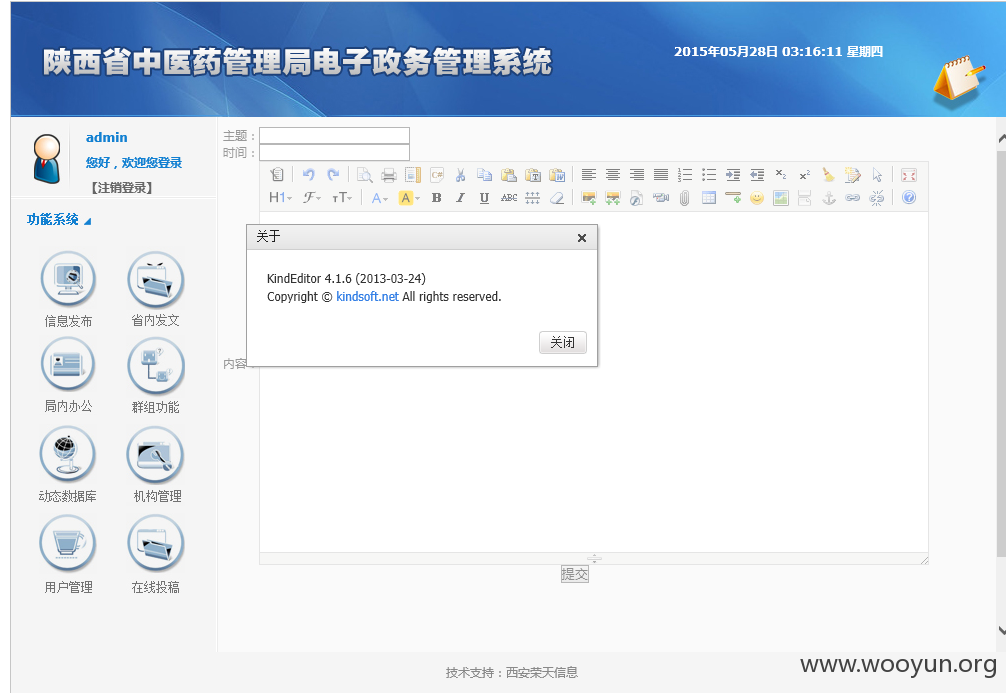 陕西省中医药管理局电子政务管理系统
2015年05月28日 03:16:11 星期四
admin
您好，欢迎您登录
【注销登录】
功能系统
信息发布
省内发文
局内办公
群组功能
动态数据库
机构管理
用户管理
在线投稿
主题：
时间：
H1
F
тT
A
A
B
I
U
ABC
关于
KindEditor 4.1.6 (2013-03-24)
Copyright © kindsoft.net All rights reserved.
关闭
内容：
提交
技术支持：西安荣天信息
www.wooyun.org